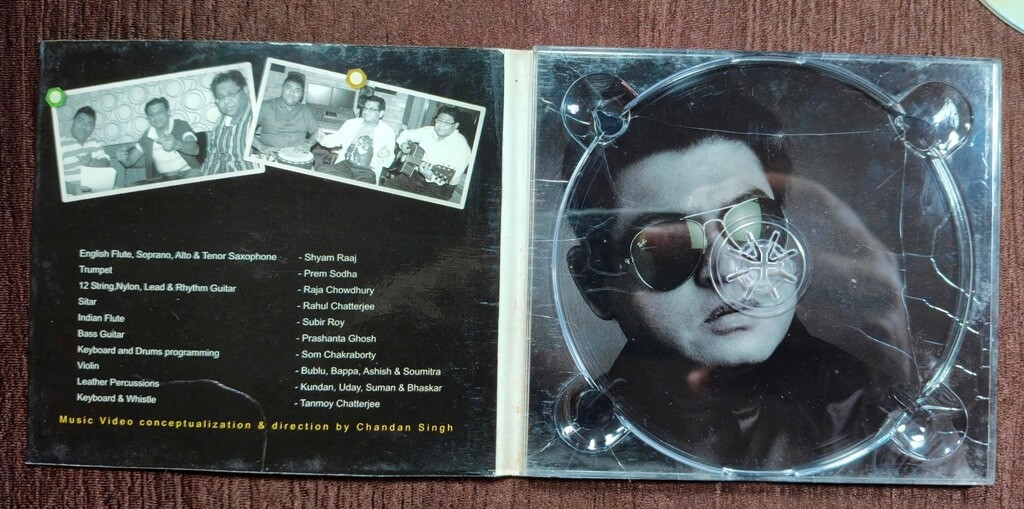 English Flute, Soprano, Alto & Tenor Saxophone - Shyam Raaj
Trumpet - Prem Sodha
12 String,Nylon, Lead & Rhythm Guitar - Raja Chowdhury
Sitar - Rahul Chatterjee
Indian Flute - Subir Roy
Bass Guitar - Prashanta Ghosh
Keyboard and Drums programming - Som Chakraborty
Violin - Bublu, Bappa, Ashish & Soumitra
Leather Percussions - Kundan, Uday, Suman & Bhaskar
Keyboard & Whistle - Tanmoy Chatterjee
Music Video conceptualization & direction by Chandan Singh